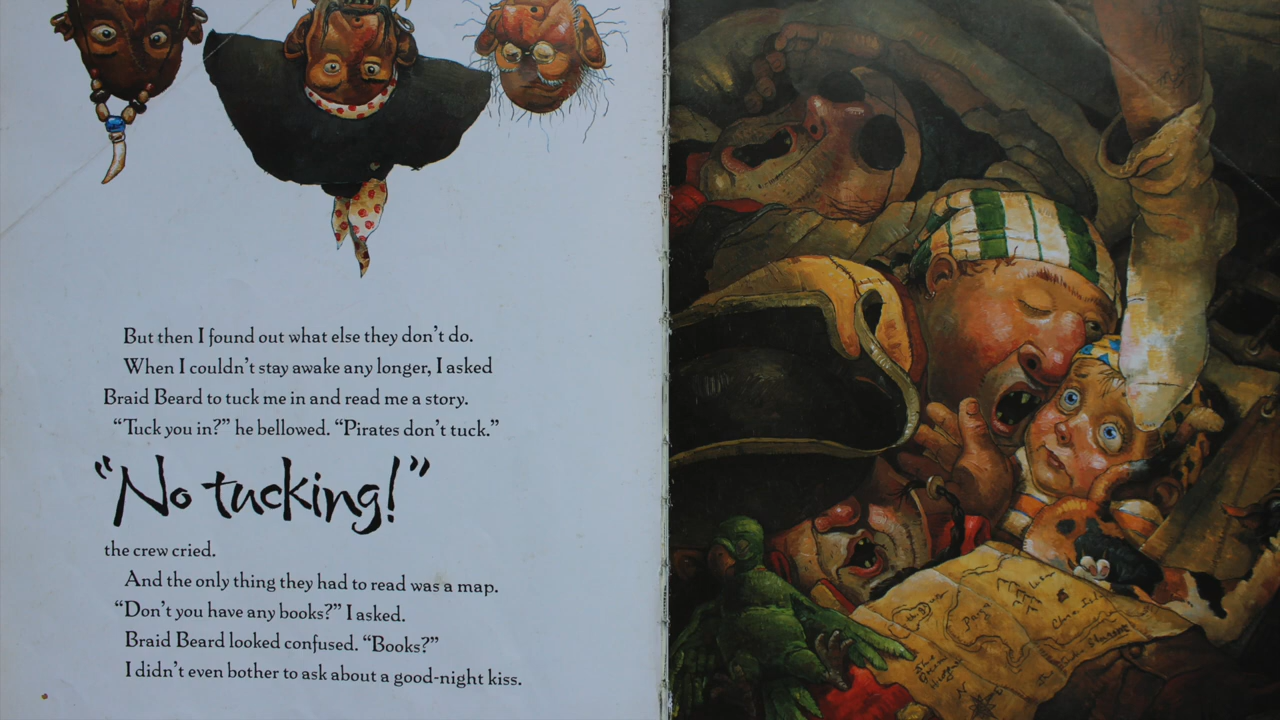 But then I found out what else they don't do.
When I couldn't stay awake any longer, I asked
Braid Beard to tuck me in and read me a story.
“Tuck you in?” he bellowed. “Pirates don't tuck.”
“No tucking!”
the crew cried.
And the only thing they had to read was a map.
“Don't you have any books?” I asked.
Braid Beard looked confused. “Books?”
I didn't even bother to ask about a good-night kiss.
N